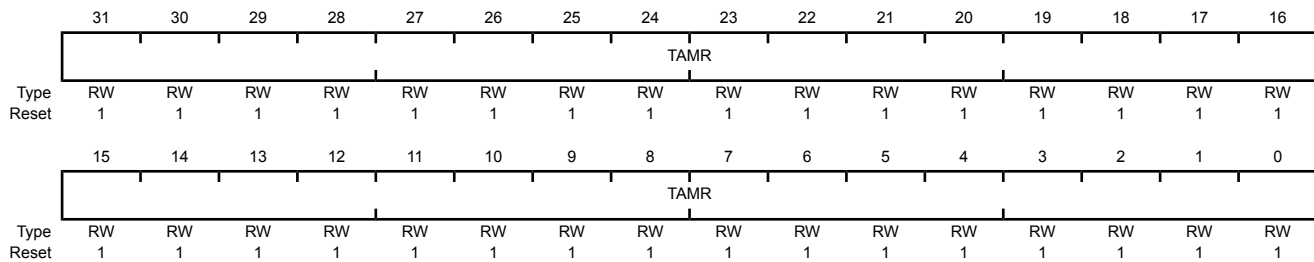 31 30 29 28 27 26 25 24 23 22 21 20 19 18 17 16
TAMR
Type RW RW RW RW RW RW RW RW RW RW RW RW RW RW RW RW
Reset 1 1 1 1 1 1 1 1 1 1 1 1 1 1 1 1
15 14 13 12 11 10 9 8 7 6 5 4 3 2 1 0
TAMR
Type RW RW RW RW RW RW RW RW RW RW RW RW RW RW RW RW
Reset 1 1 1 1 1 1 1 1 1 1 1 1 1 1 1 1